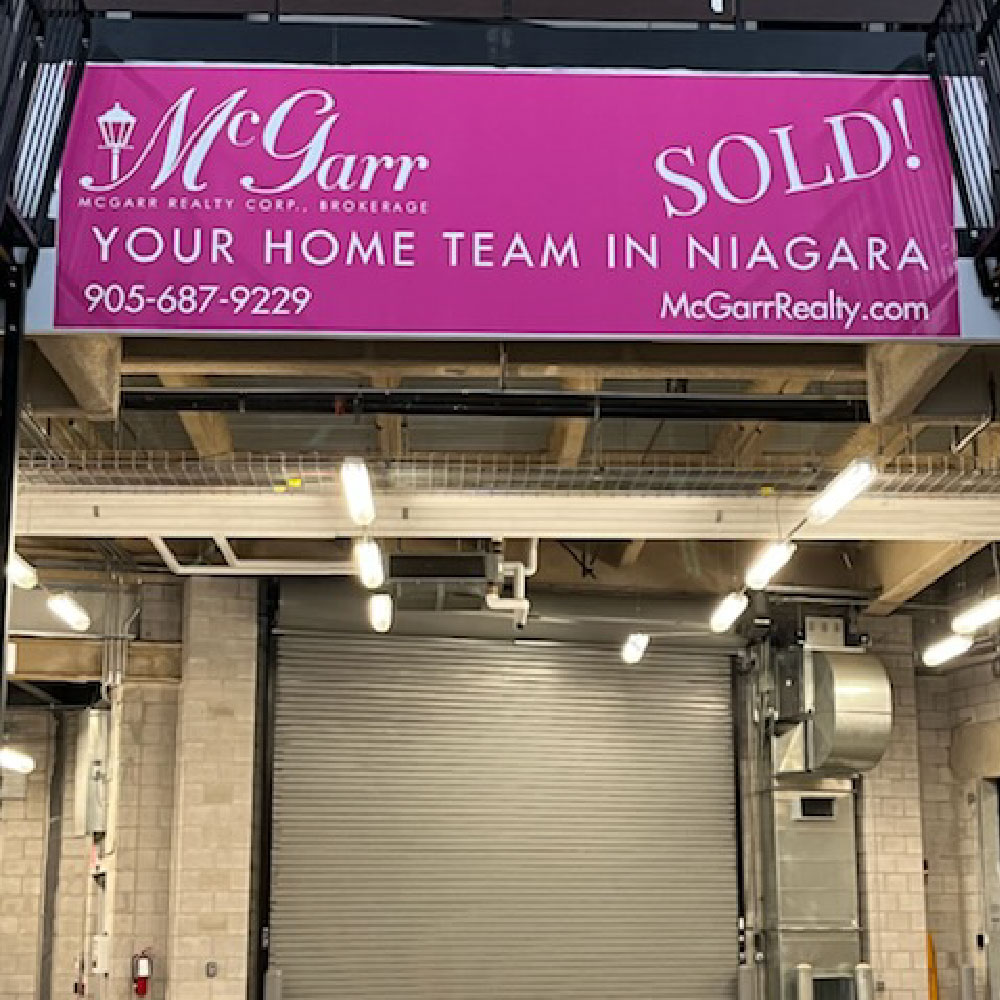 McGarr
MCGARR REALTY CORP., BROKERAGE
SOLD!
YOUR HOME TEAM IN NIAGARA
905-687-9229
McGarrRealty.com